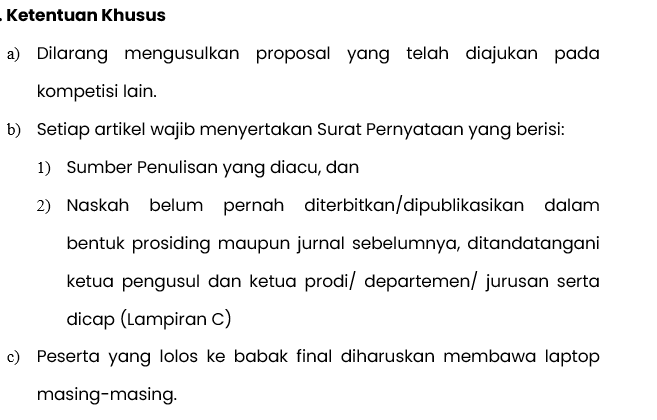 . Ketentuan Khusus
a) Dilarang mengusulkan proposal yang telah diajukan pada
kompetisi lain.
b) Setiap artikel wajib menyertakan Surat Pernyataan yang berisi:
1) Sumber Penulisan yang diacu, dan
2) Naskah belum pernah diterbitkan/dipublikasikan dalam
bentuk prosiding maupun jurnal sebelumnya, ditandatangani
ketua pengusul dan ketua prodi/ departemen/ jurusan serta
dicap (Lampiran C)
c) Peserta yang lolos ke babak final diharuskan membawa laptop
masing-masing.